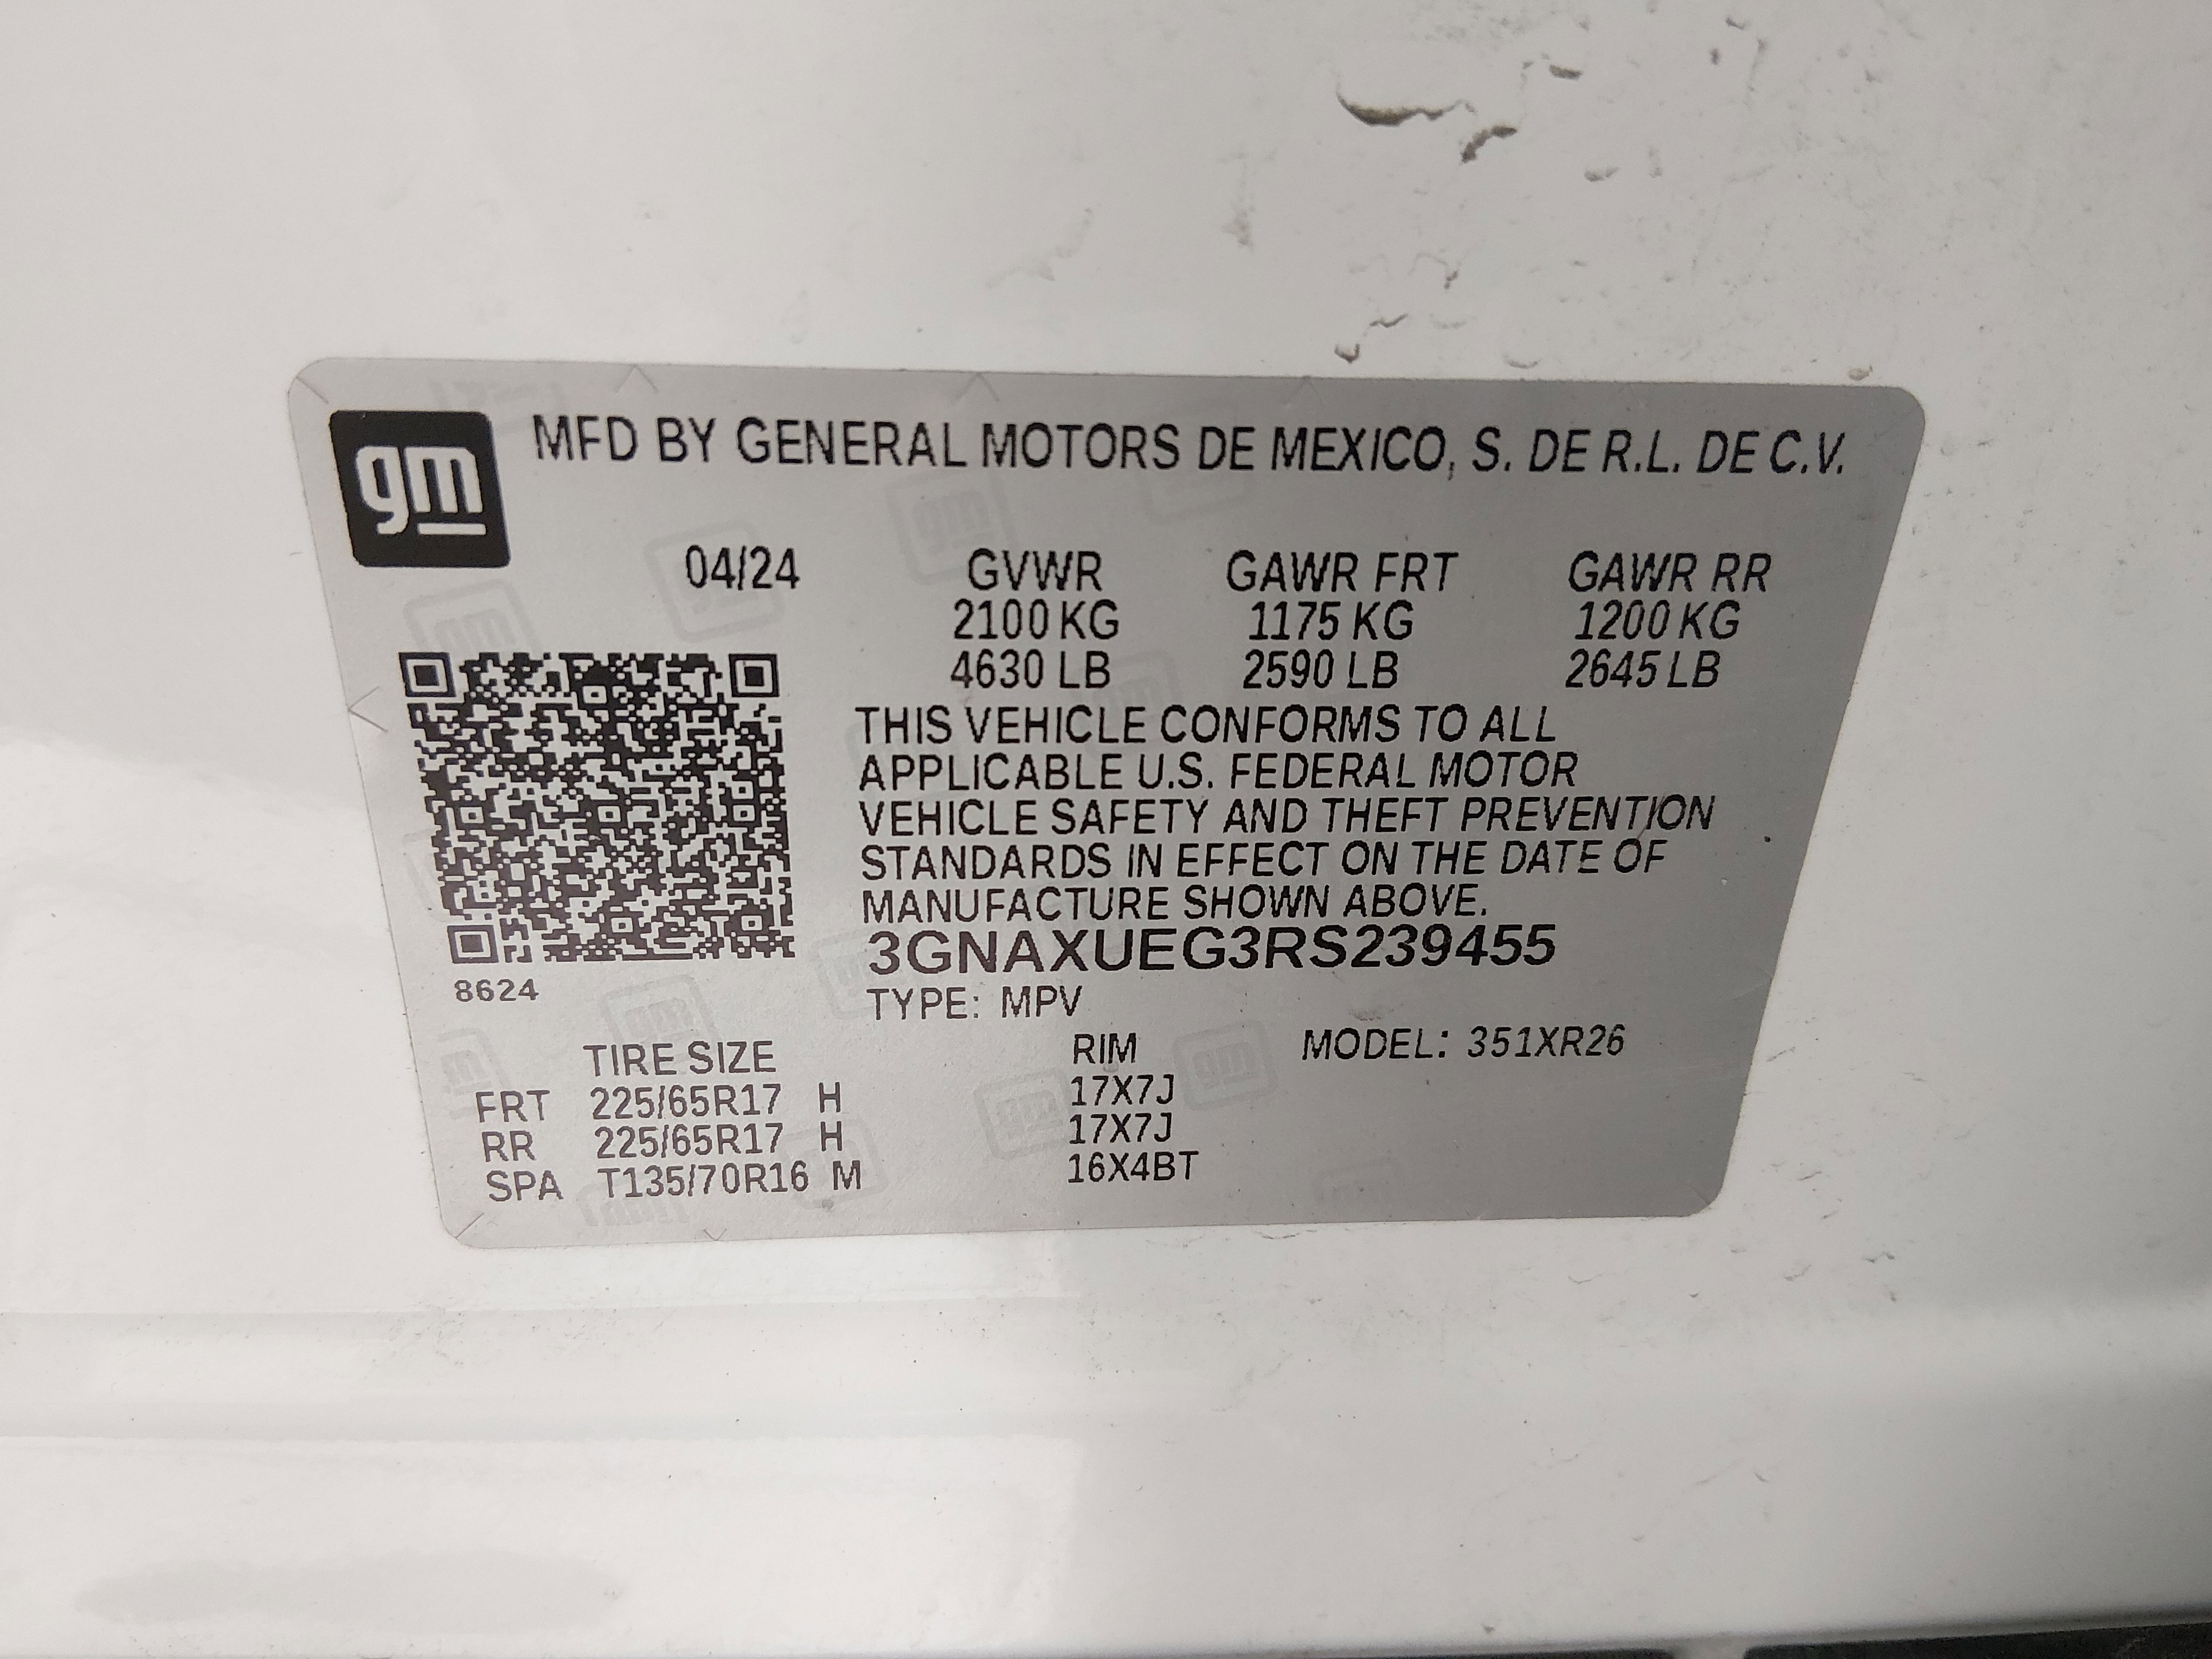 gm
MFD BY GENERAL MOTORS DE MEXICO, S. DE R.L. DE C.V.
04/24 GVWR GAWR FRT GAWR RR
2100 KG 1175 KG 1200 KG
4630 LB 2590 LB 2645 LB
THIS VEHICLE CONFORMS TO ALL
APPLICABLE U.S. FEDERAL MOTOR
VEHICLE SAFETY AND THEFT PREVENTION
STANDARDS IN EFFECT ON THE DATE OF
MANUFACTURE SHOWN ABOVE.
3GNAXUEG3RS239455
8624
TYPE: MPV
TIRE SIZE RIM MODEL: 351XR26
FRT 225/65R17 H 17X7J
RR 225/65R17 H 17X7J
SPA T135/70R16 M 16X4BT